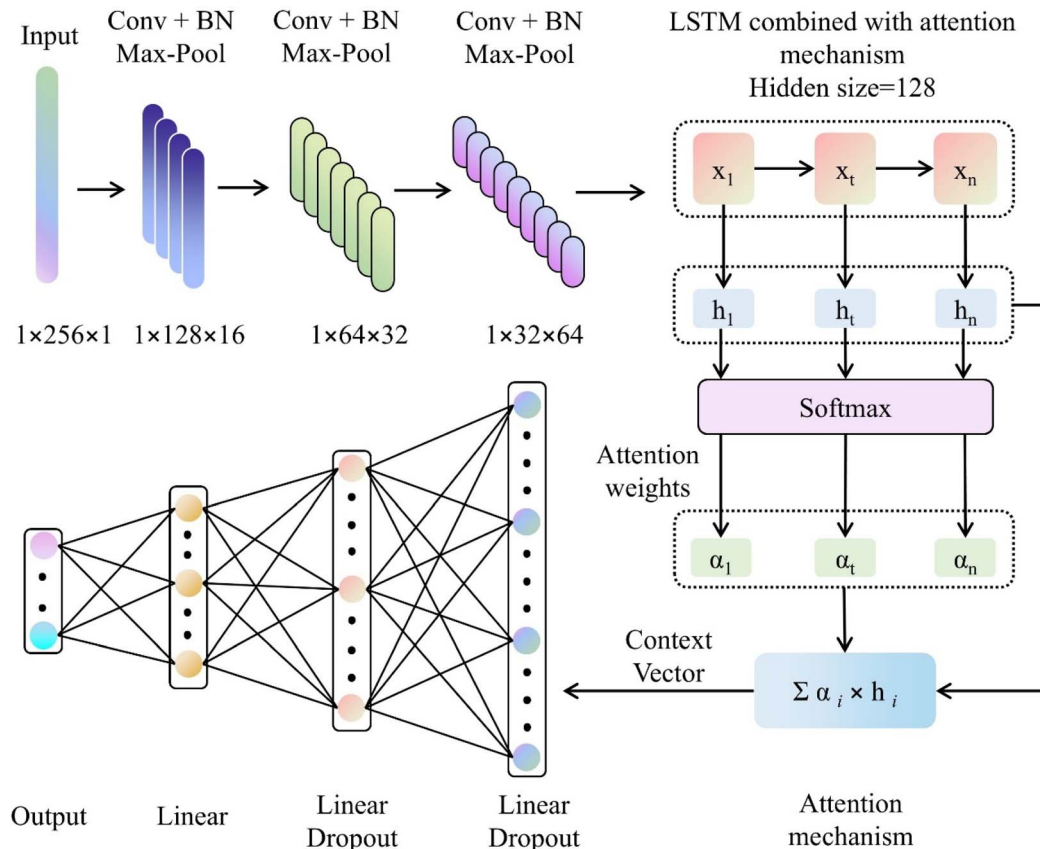 Input
Conv + BN
Max-Pool
Conv + BN
Max-Pool
Conv + BN
Max-Pool
LSTM combined with attention
mechanism
Hidden size=128
x₁
xₜ
xₙ
h₁
hₜ
hₙ
1×256×1
1×128×16
1×64×32
1×32×64
Softmax
Attention
weights
α₁
αₜ
αₙ
Context
Vector
Σ α ᵢ × h ᵢ
Output
Linear
Linear
Dropout
Linear
Dropout
Attention
mechanism